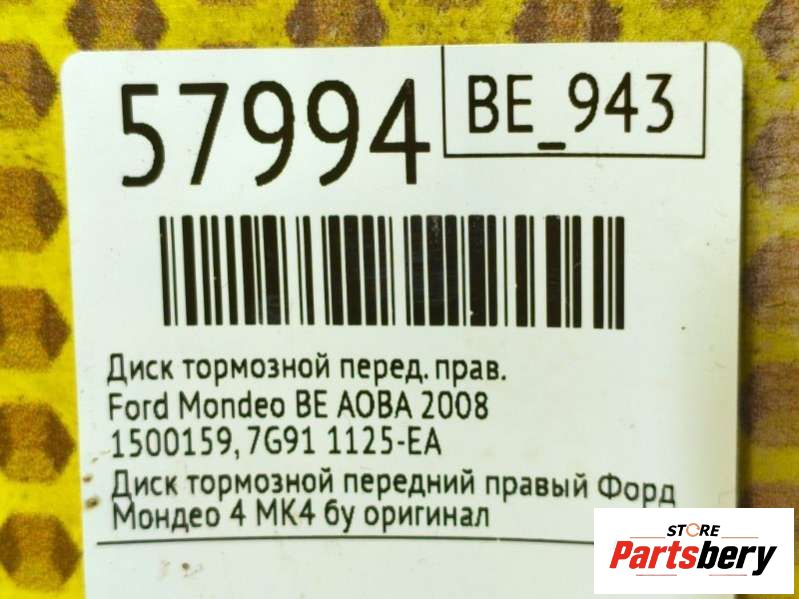 57994
BE_943
Диск тормозной перед. прав.
Ford Mondeo BE AOBA 2008
1500159, 7G91 1125-EA
Диск тормозной передний правый Форд
Мондео 4 МК4 бу оригинал
STORE
Partsbery